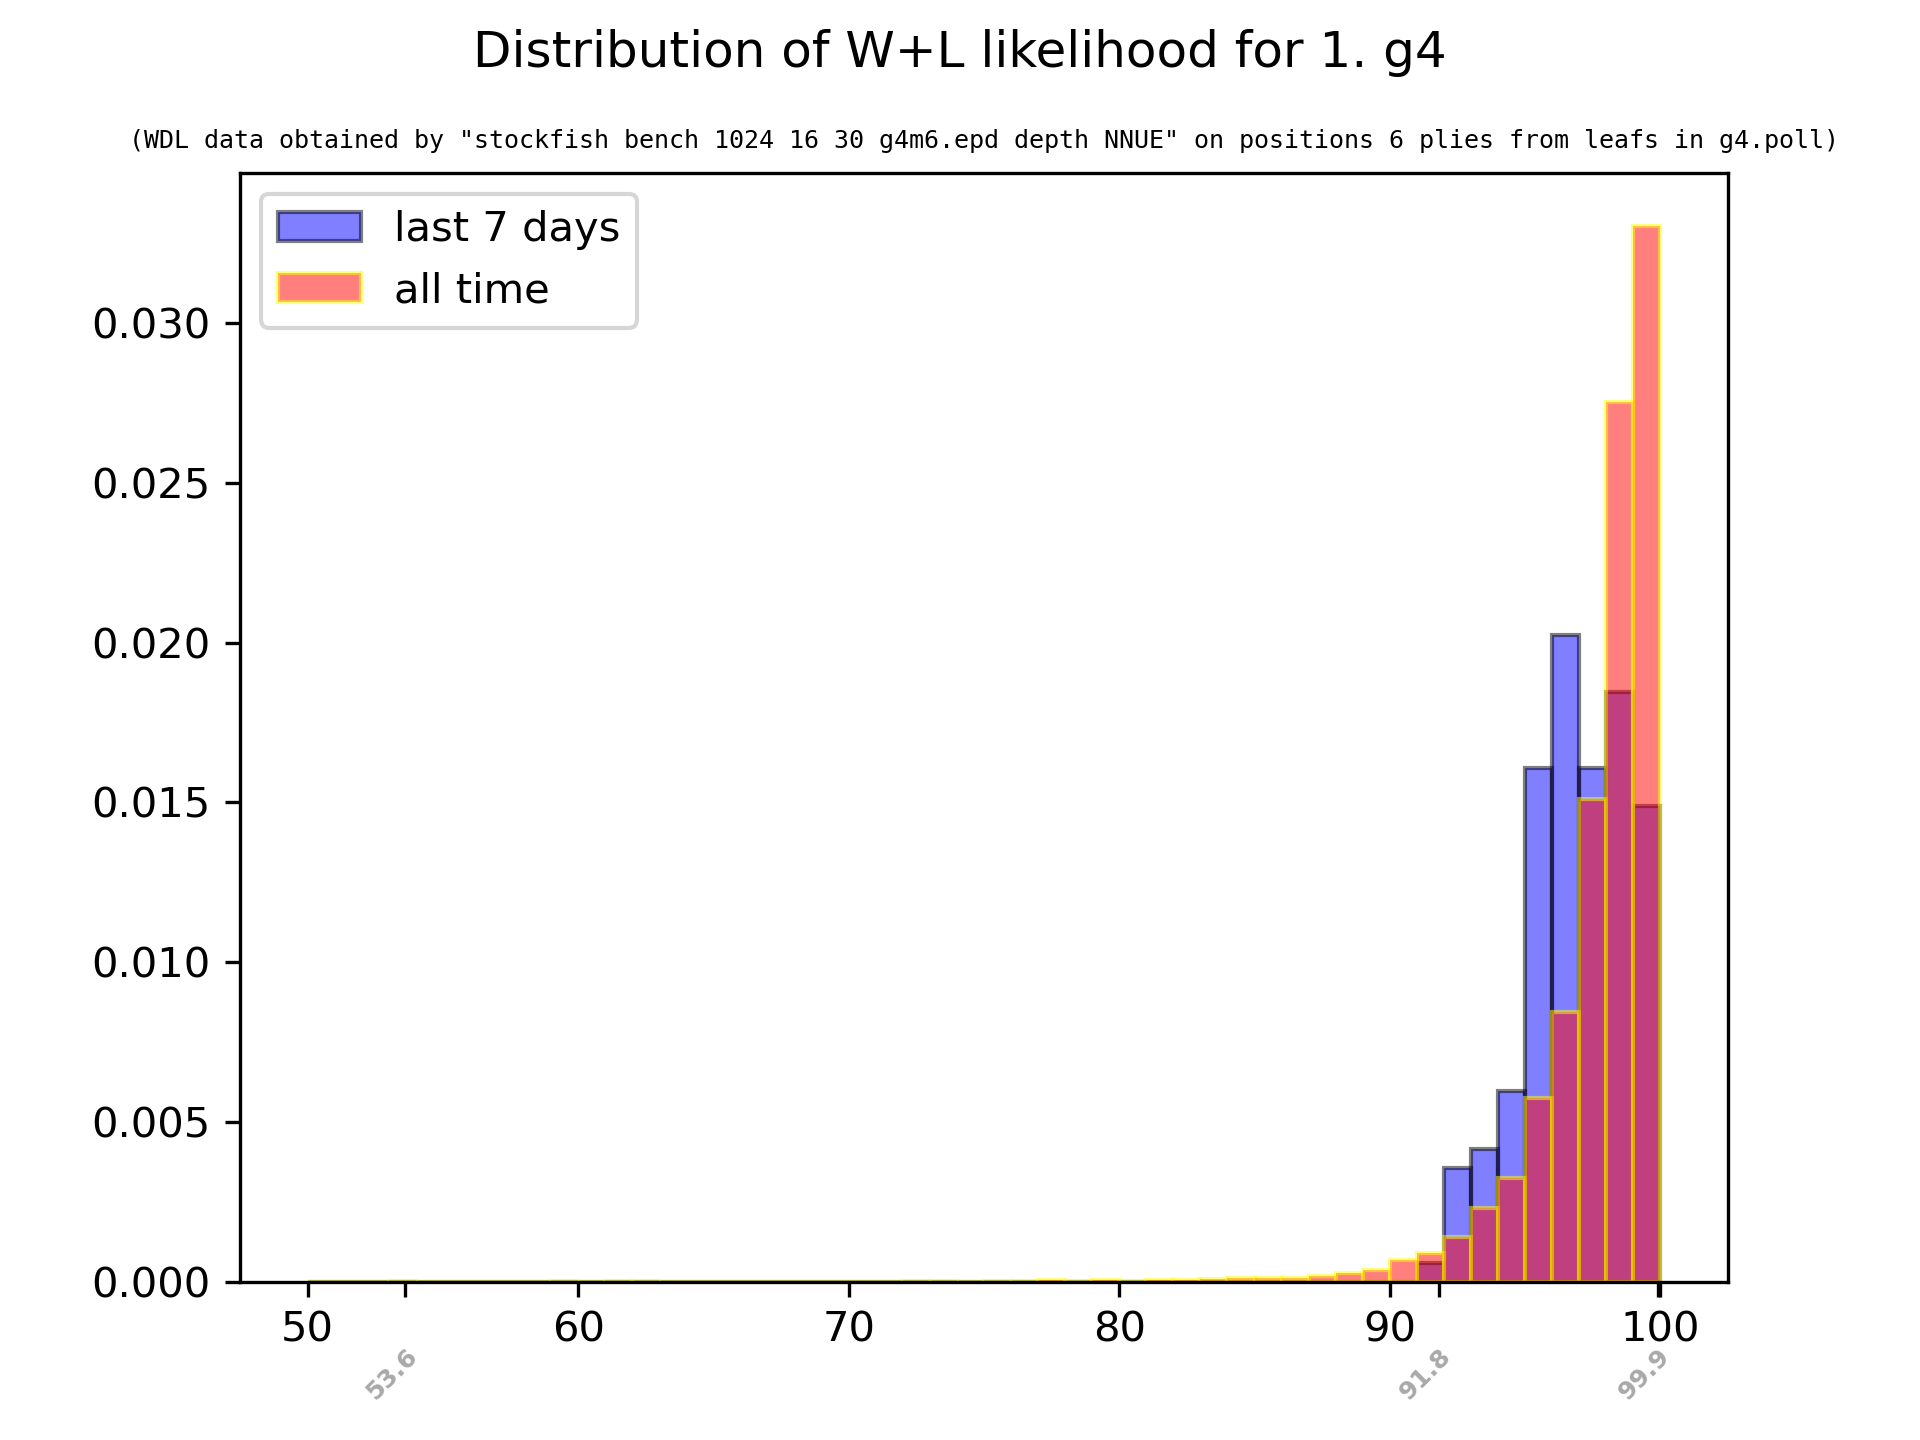 Distribution of W+L likelihood for 1. g4
(WDL data obtained by "stockfish bench 1024 16 30 g4m6.epd depth NNUE" on positions 6 plies from leafs in g4.poll)
last 7 days
all time
0.030
0.025
0.020
0.015
0.010
0.005
0.000
50 60 70 80 90 100
53.6 91.8 99.9